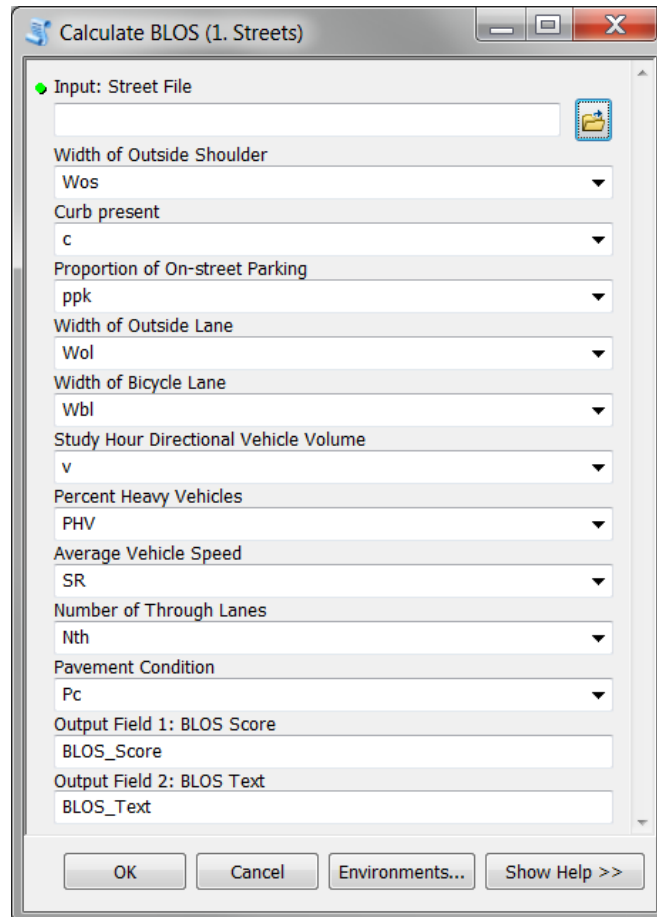 Calculate BLOS (1. Streets)
Input: Street File
Width of Outside Shoulder
Wos
Curb present
c
Proportion of On-street Parking
ppk
Width of Outside Lane
Wol
Width of Bicycle Lane
Wbl
Study Hour Directional Vehicle Volume
v
Percent Heavy Vehicles
PHV
Average Vehicle Speed
SR
Number of Through Lanes
Nth
Pavement Condition
Pc
Output Field 1: BLOS Score
BLOS_Score
Output Field 2: BLOS Text
BLOS_Text
OK Cancel Environments... Show Help >>